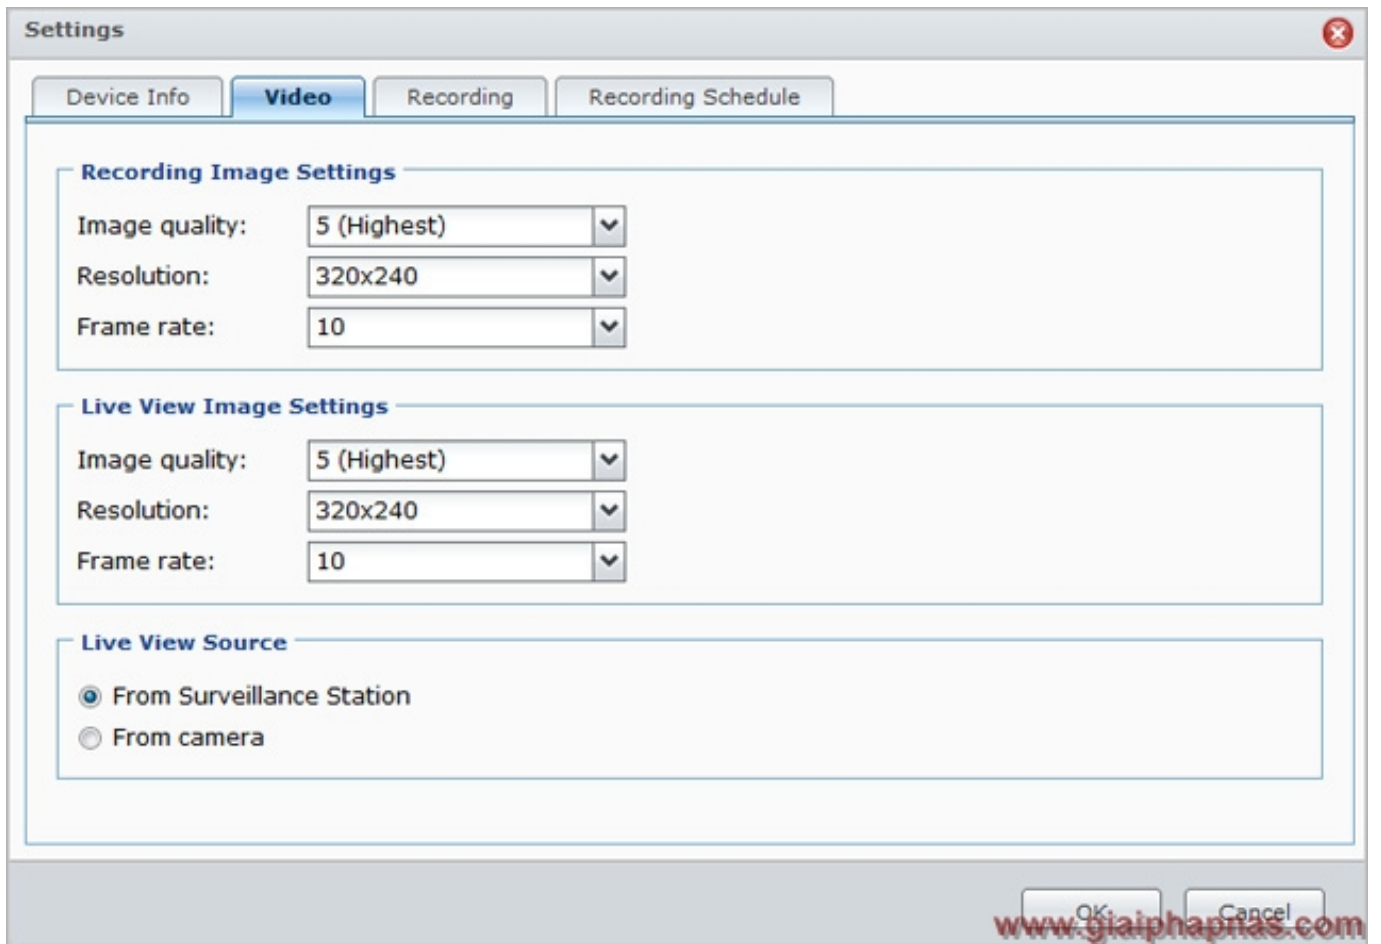 Settings
Device Info Video Recording Recording Schedule
Recording Image Settings
Image quality: 5 (Highest)
Resolution: 320x240
Frame rate: 10
Live View Image Settings
Image quality: 5 (Highest)
Resolution: 320x240
Frame rate: 10
Live View Source
From Surveillance Station
From camera
OK Cancel
www.giaiphapnas.com